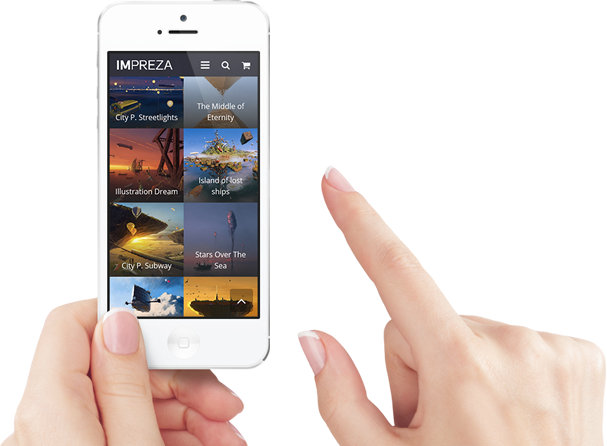 IMPREZA
City P. Streetlights
The Middle of
Eternity
Illustration Dream
Island of lost
ships
City P. Subway
Stars Over The
Sea